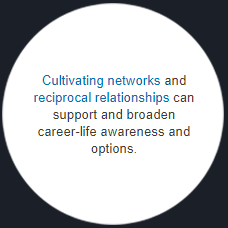 Cultivating networks and
reciprocal relationships can
support and broaden
career-life awareness and
options.